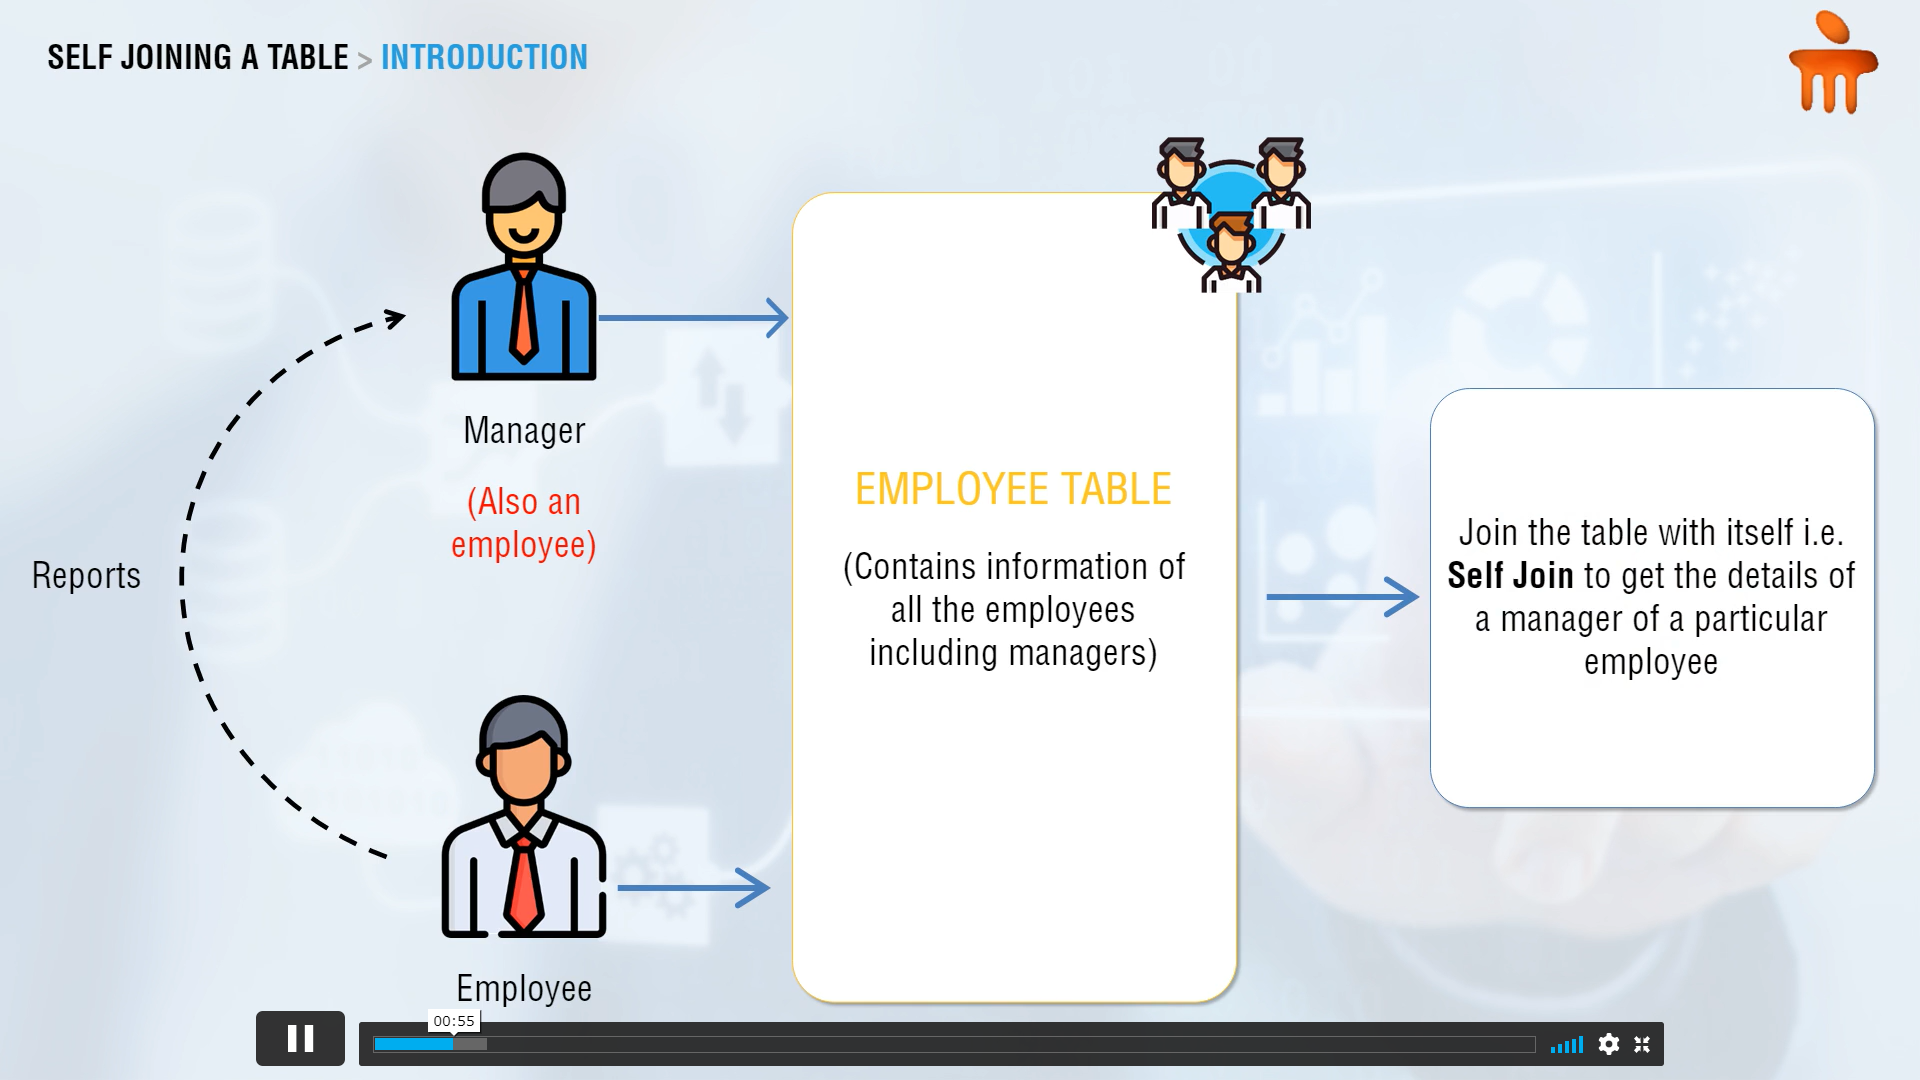 SELF JOINING A TABLE > INTRODUCTION
Manager
(Also an
employee)
Reports
Employee
EMPLOYEE TABLE
(Contains information of
all the employees
including managers)
Join the table with itself i.e.
Self Join to get the details of
a manager of a particular
employee
00:55